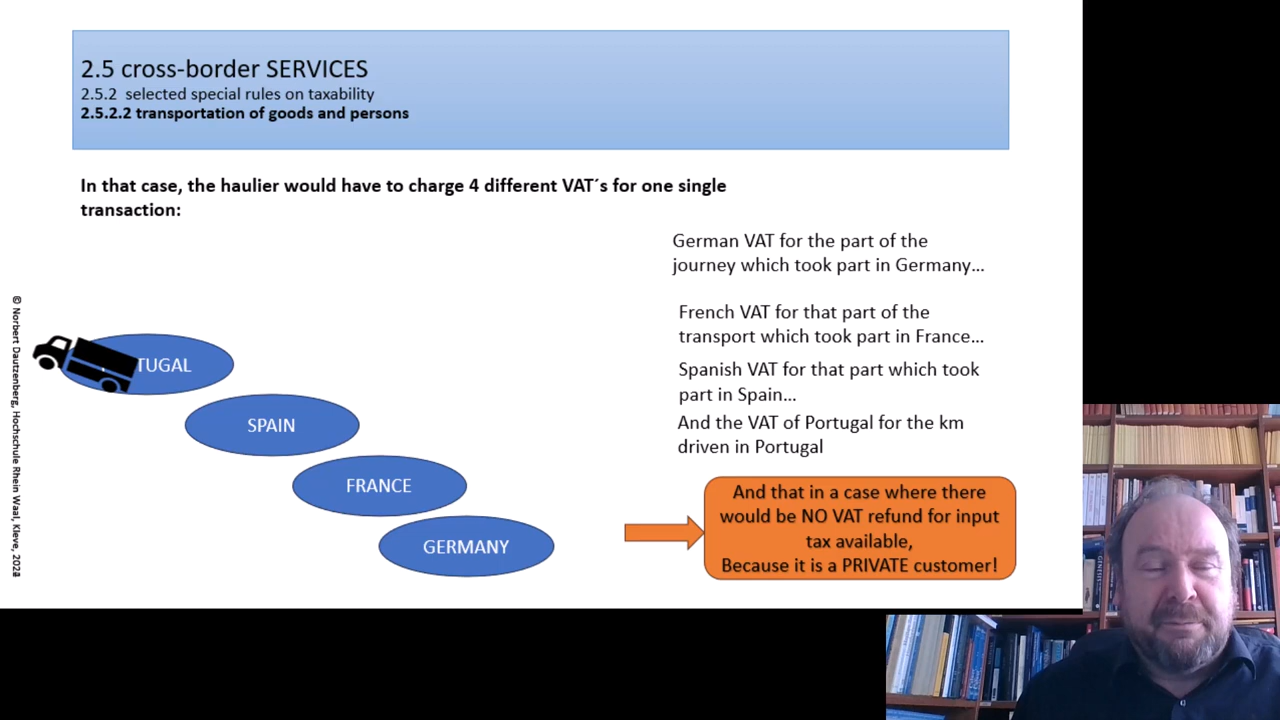 2.5 cross-border SERVICES
2.5.2 selected special rules on taxability
2.5.2.2 transportation of goods and persons
In that case, the haulier would have to charge 4 different VAT´s for one single
transaction:
German VAT for the part of the
journey which took part in Germany…
French VAT for that part of the
transport which took part in France…
Spanish VAT for that part which took
part in Spain…
And the VAT of Portugal for the km
driven in Portugal
TUGAL
SPAIN
FRANCE
GERMANY
And that in a case where there
would be NO VAT refund for input
tax available,
Because it is a PRIVATE customer!
© Norbert Dautzenberg, Hochschule Rhein Waal, Kleve,